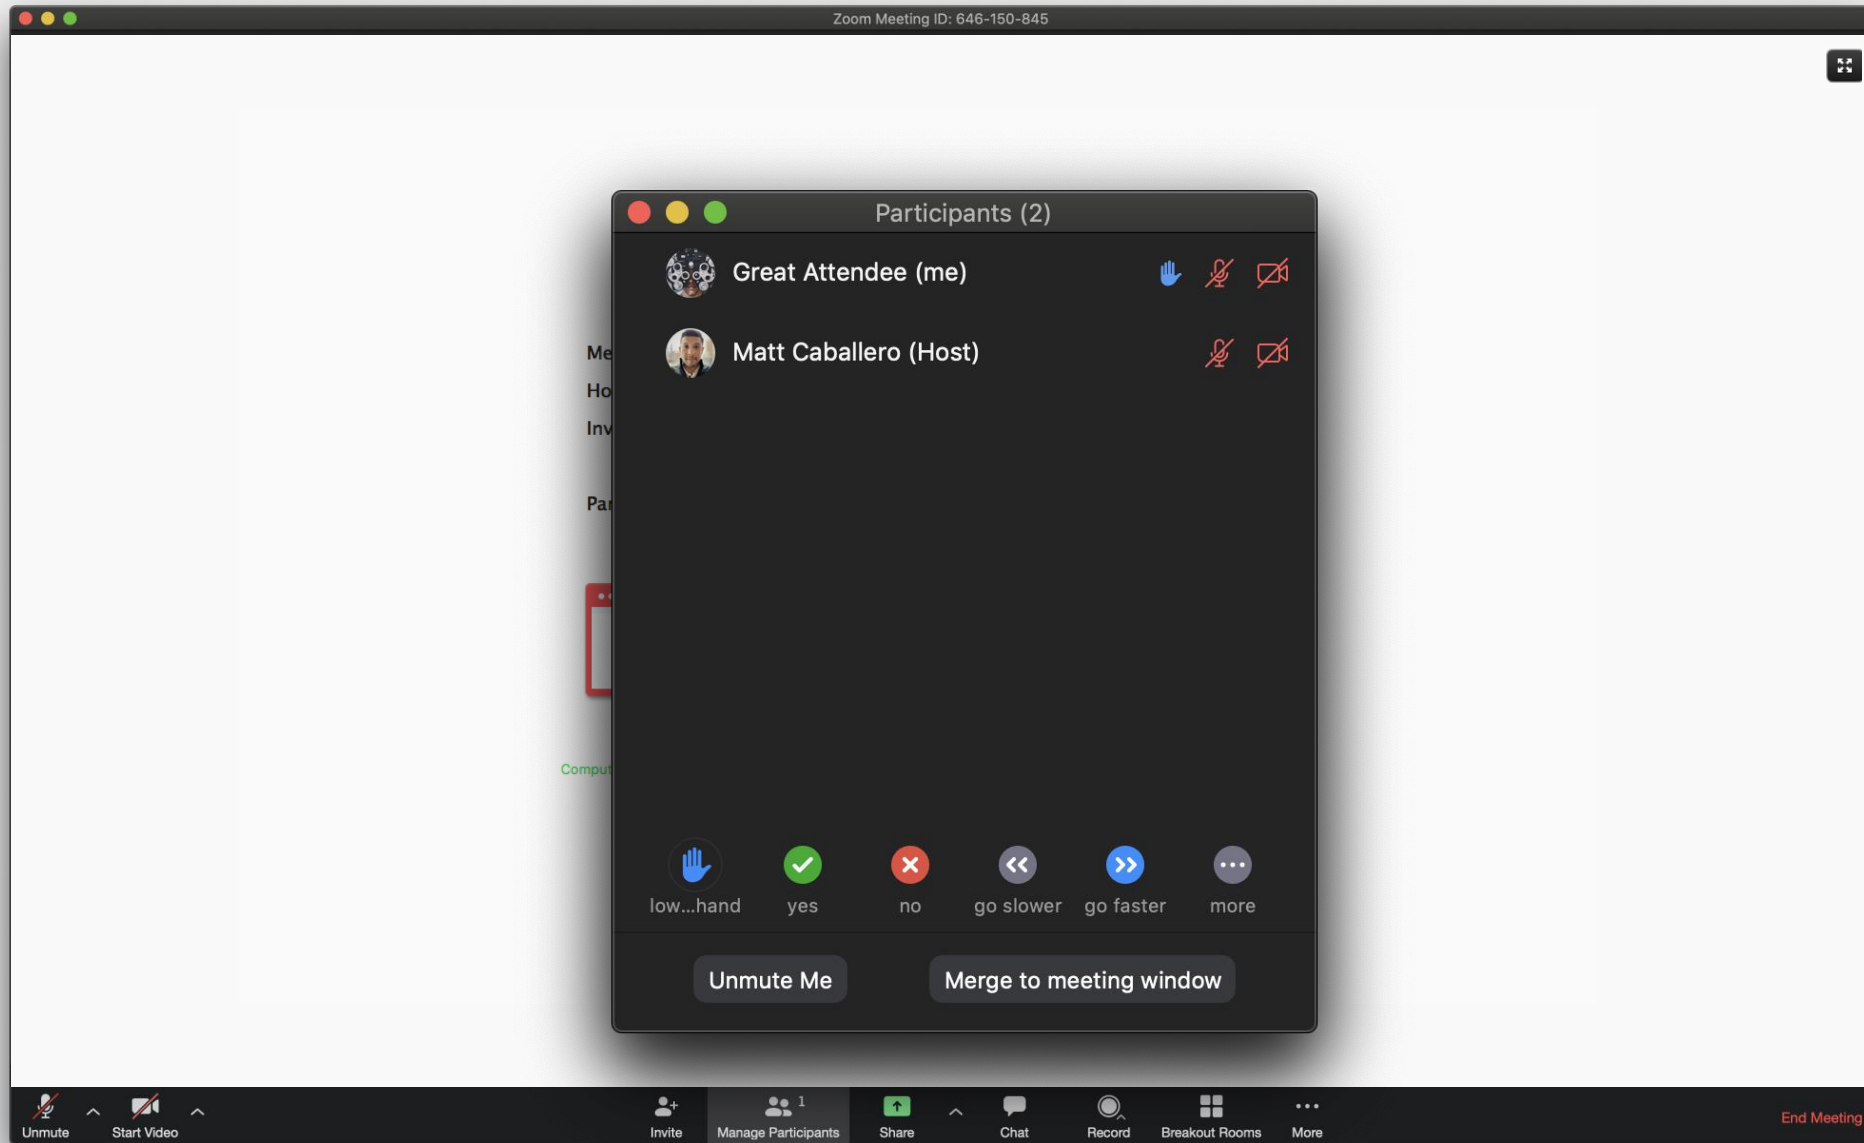 Zoom Meeting ID: 646-150-845
Participants (2)
Great Attendee (me)
Matt Caballero (Host)
Me
Ho
Inv
Par
Comput
low...hand yes no go slower go faster more
Unmute Me Merge to meeting window
1
Unmute Start Video Invite Manage Participants Share Chat Record Breakout Rooms More End Meeting